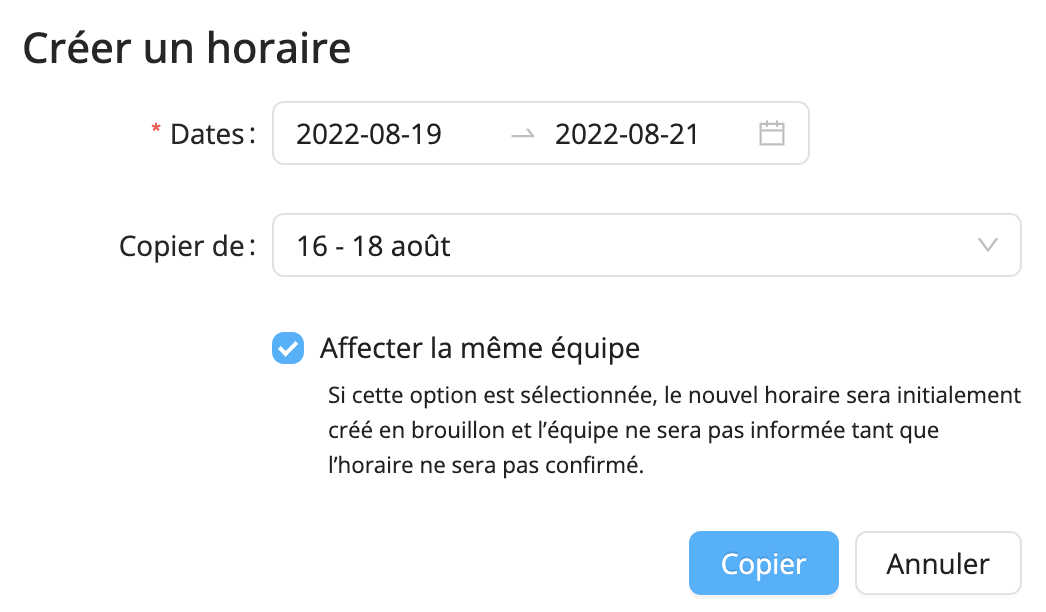 Créer un horaire
* Dates : 2022-08-19 → 2022-08-21
Copier de : 16 - 18 août
Affecter la même équipe
Si cette option est sélectionnée, le nouvel horaire sera initialement
créé en brouillon et l’équipe ne sera pas informée tant que
l’horaire ne sera pas confirmé.
Copier Annuler